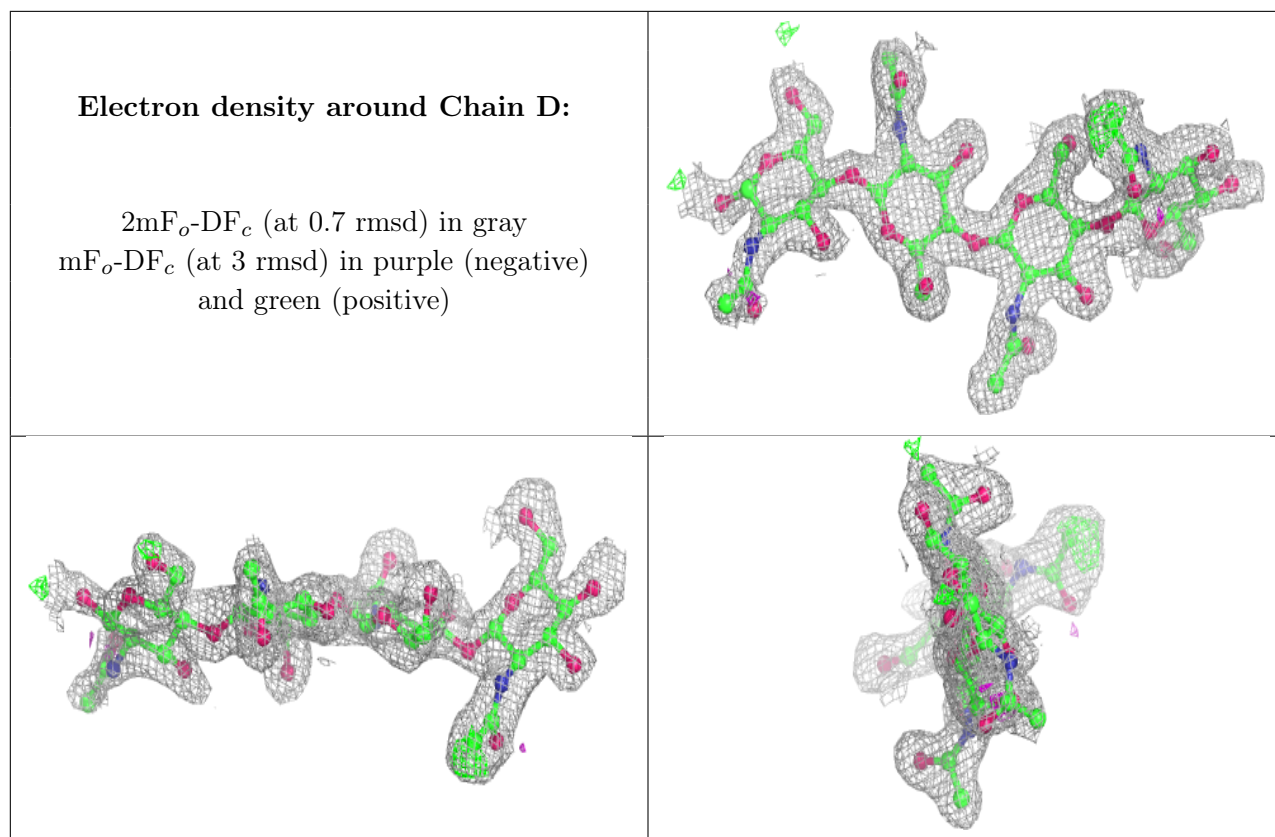 Electron density around Chain D:
2mFo-DFc (at 0.7 rmsd) in gray
mFo-DFc (at 3 rmsd) in purple (negative)
and green (positive)